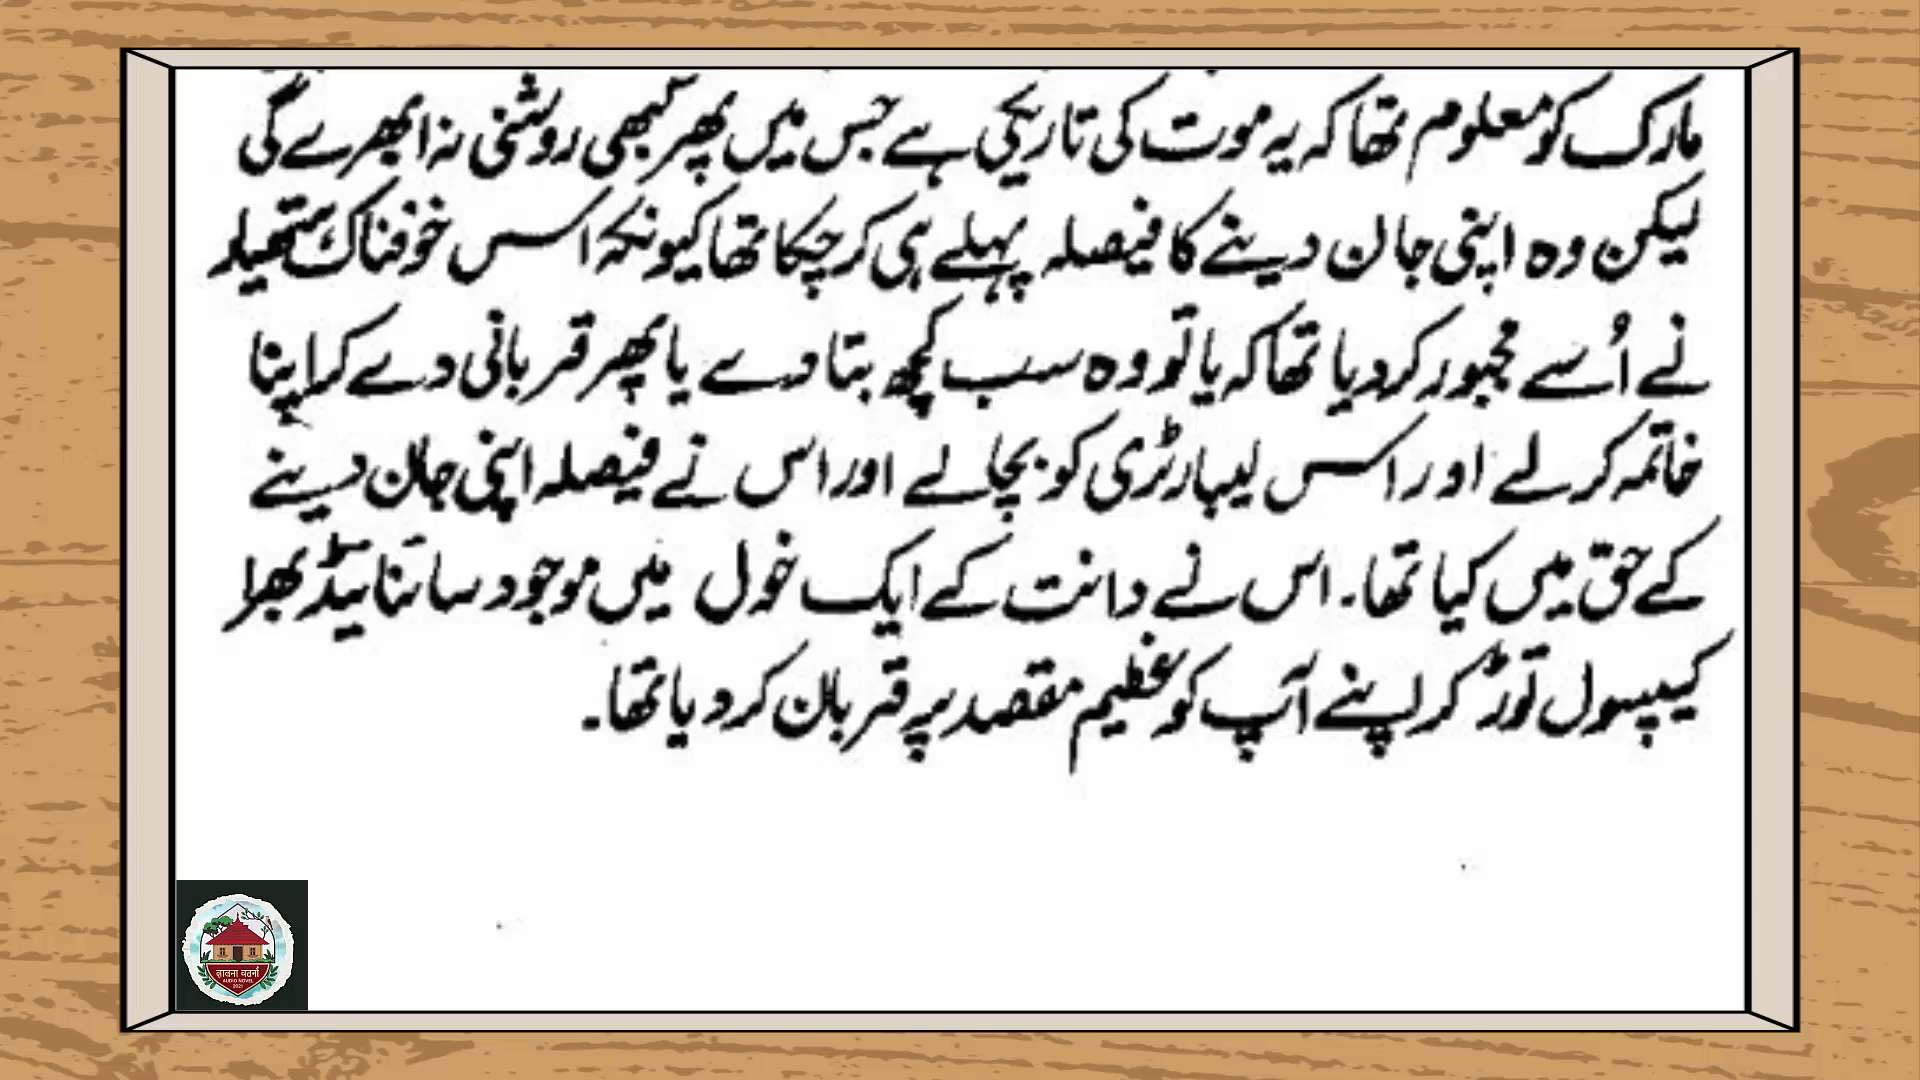 مارک کو معلوم تھا کہ یہ موت کی تاریکی ہے جس میں پھر کبھی روشنی نہ ابھرے گی
لیکن وہ اپنی جان دینے کا فیصلہ پہلے ہی کر چکا تھا کیونکہ اس خوفناک ہتھیار
نے اُسے مجبور کر دیا تھا کہ یا تو وہ سب کچھ بتا دے یا پھر قربانی دے کر اپنا
خاتمہ کر لے اور اس لیبارٹری کو بچا لے اور اس نے فیصلہ اپنی جان دینے
کے حق میں کیا تھا۔ اس نے دانت کے ایک خول میں موجود سائنائیڈ بھرا
کیپسول توڑ کر اپنے آپ کو عظیم مقصد پر قربان کر دیا تھا۔
AUDIO NOVEL
2021